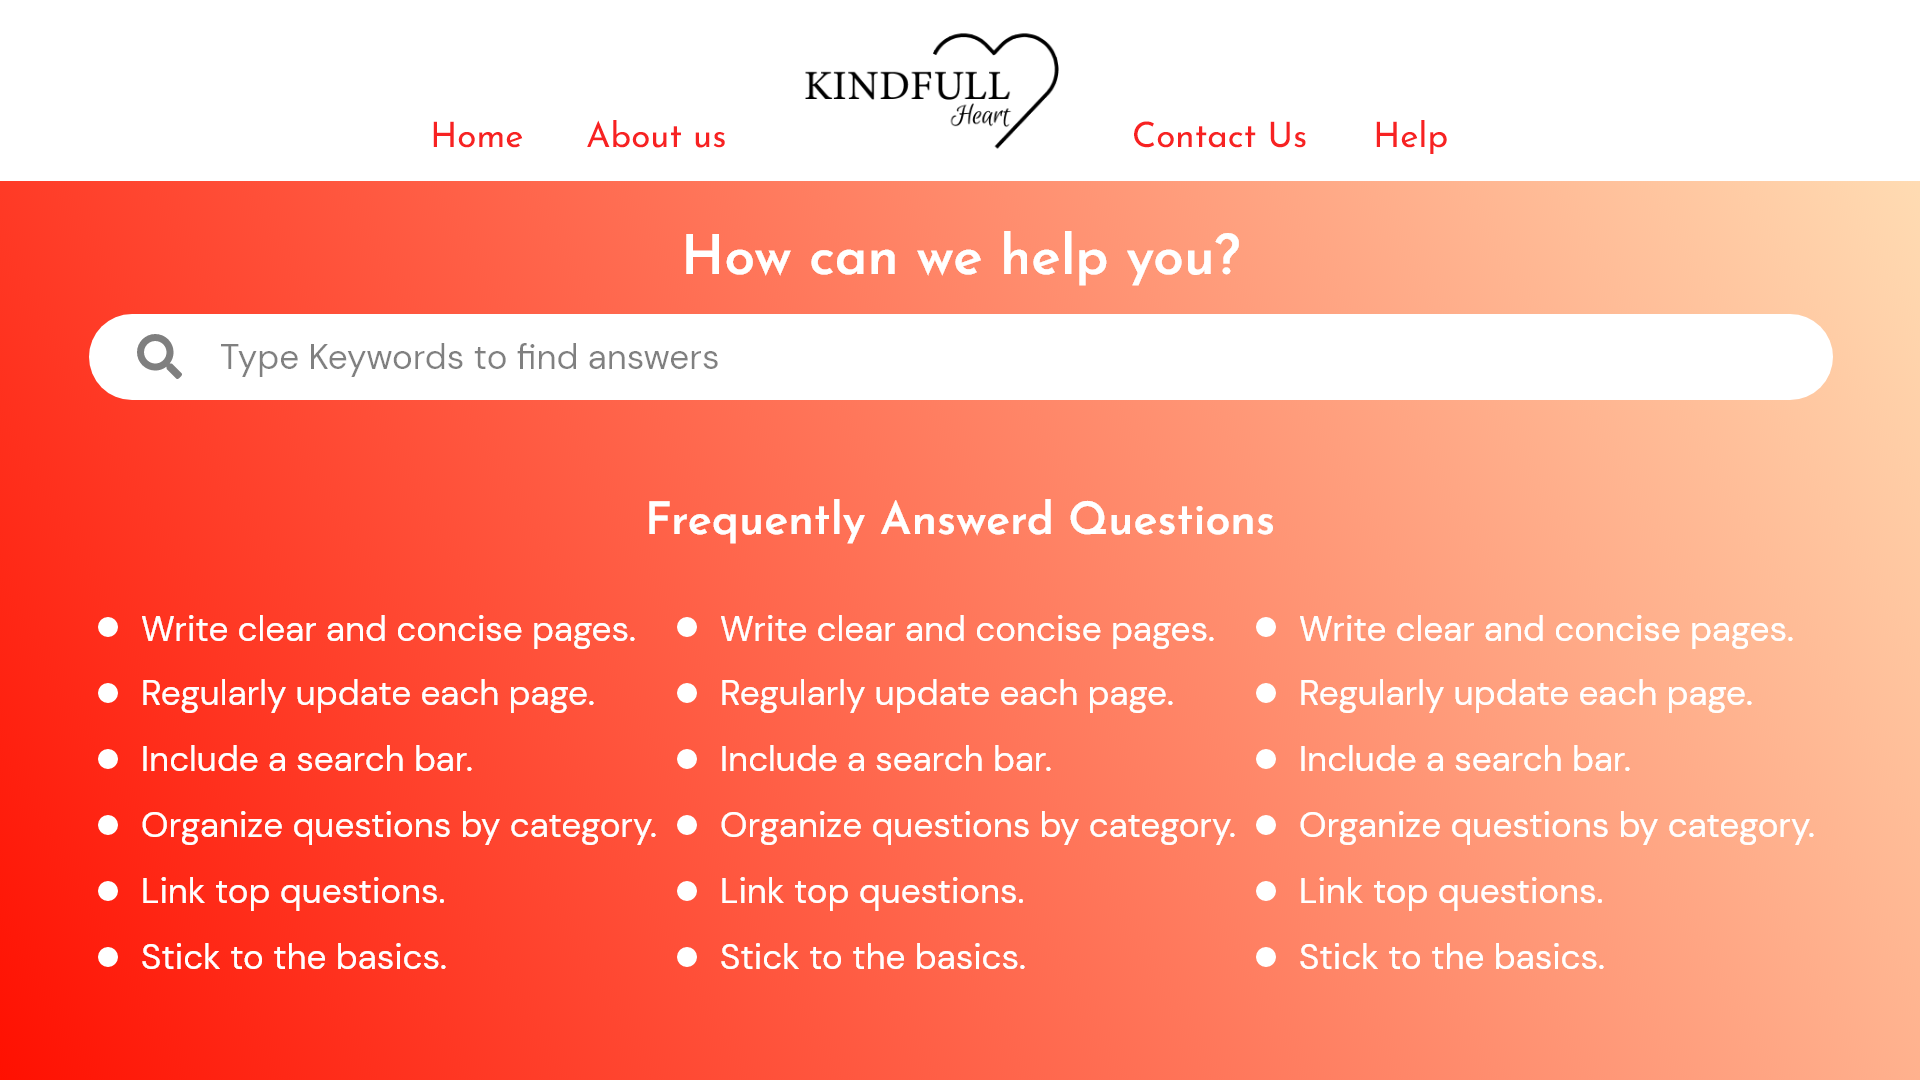 KINDFULL
Heart
Home
About us
Contact Us
Help
How can we help you?
Type Keywords to find answers
Frequently Answerd Questions
Write clear and concise pages.
Regularly update each page.
Include a search bar.
Organize questions by category.
Link top questions.
Stick to the basics.
Write clear and concise pages.
Regularly update each page.
Include a search bar.
Organize questions by category.
Link top questions.
Stick to the basics.
Write clear and concise pages.
Regularly update each page.
Include a search bar.
Organize questions by category.
Link top questions.
Stick to the basics.